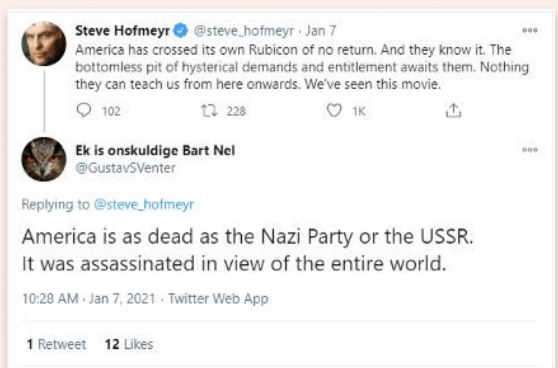 Steve Hofmeyr @steve_hofmeyr · Jan 7
America has crossed its own Rubicon of no return. And they know it. The
bottomless pit of hysterical demands and entitlement awaits them. Nothing
they can teach us from here onwards. We've seen this movie.
102 228 1K
Ek is onskuldige Bart Nel
@GustavSVenter
Replying to @steve_hofmeyr
America is as dead as the Nazi Party or the USSR.
It was assassinated in view of the entire world.
10:28 AM · Jan 7, 2021 · Twitter Web App
1 Retweet 12 Likes